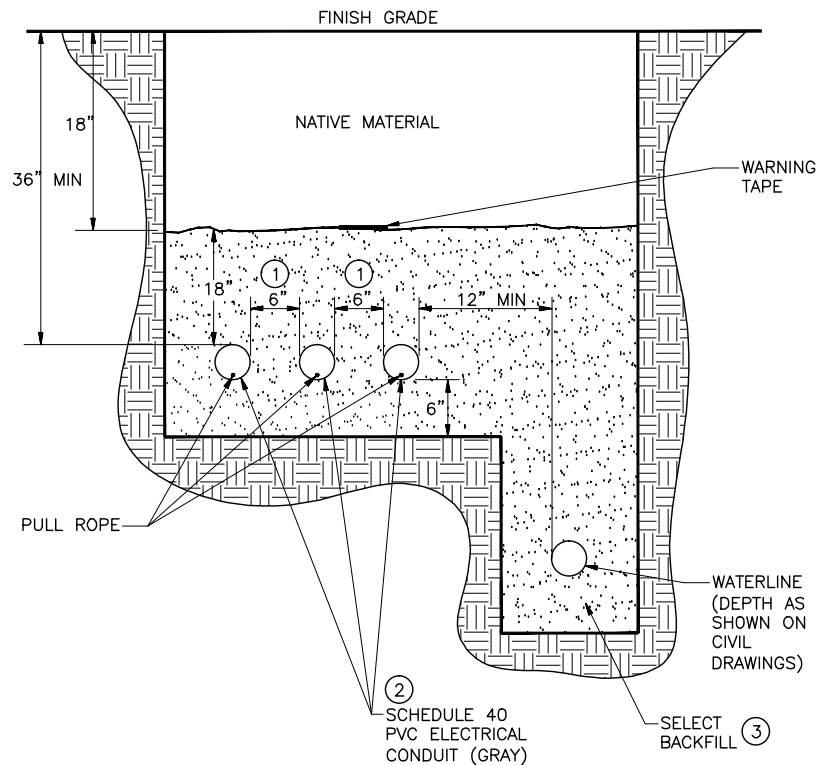 FINISH GRADE
18"
NATIVE MATERIAL
36" MIN
WARNING
TAPE
1
1
18"
6"
6"
12" MIN
6"
PULL ROPE
WATERLINE
(DEPTH AS
SHOWN ON
CIVIL
DRAWINGS)
2
SCHEDULE 40
PVC ELECTRICAL
CONDUIT (GRAY)
SELECT
BACKFILL 3